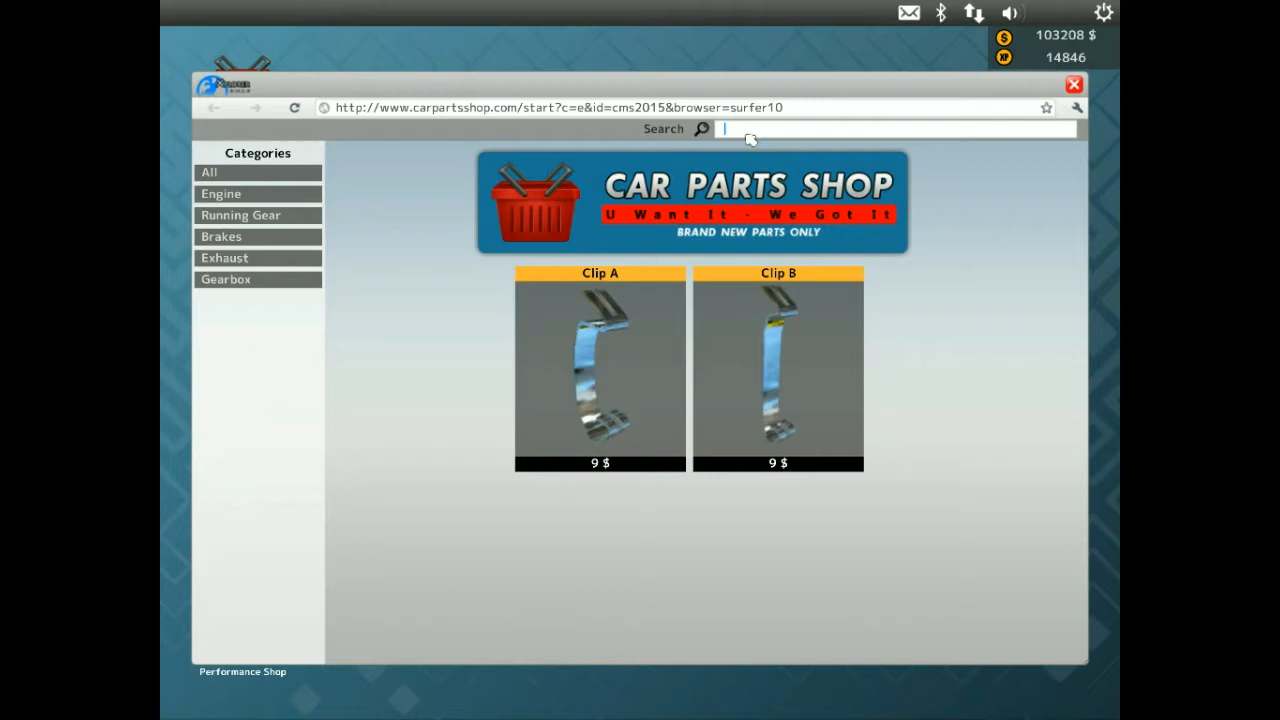 103208 $
XP 14846
http://www.carpartsshop.com/start?c=e&id=cms2015&browser=surfer10
Search
Categories
All
Engine
Running Gear
Brakes
Exhaust
Gearbox
CAR PARTS SHOP
U Want It - We Got It
BRAND NEW PARTS ONLY
Clip A
Clip B
9 $
9 $
Performance Shop